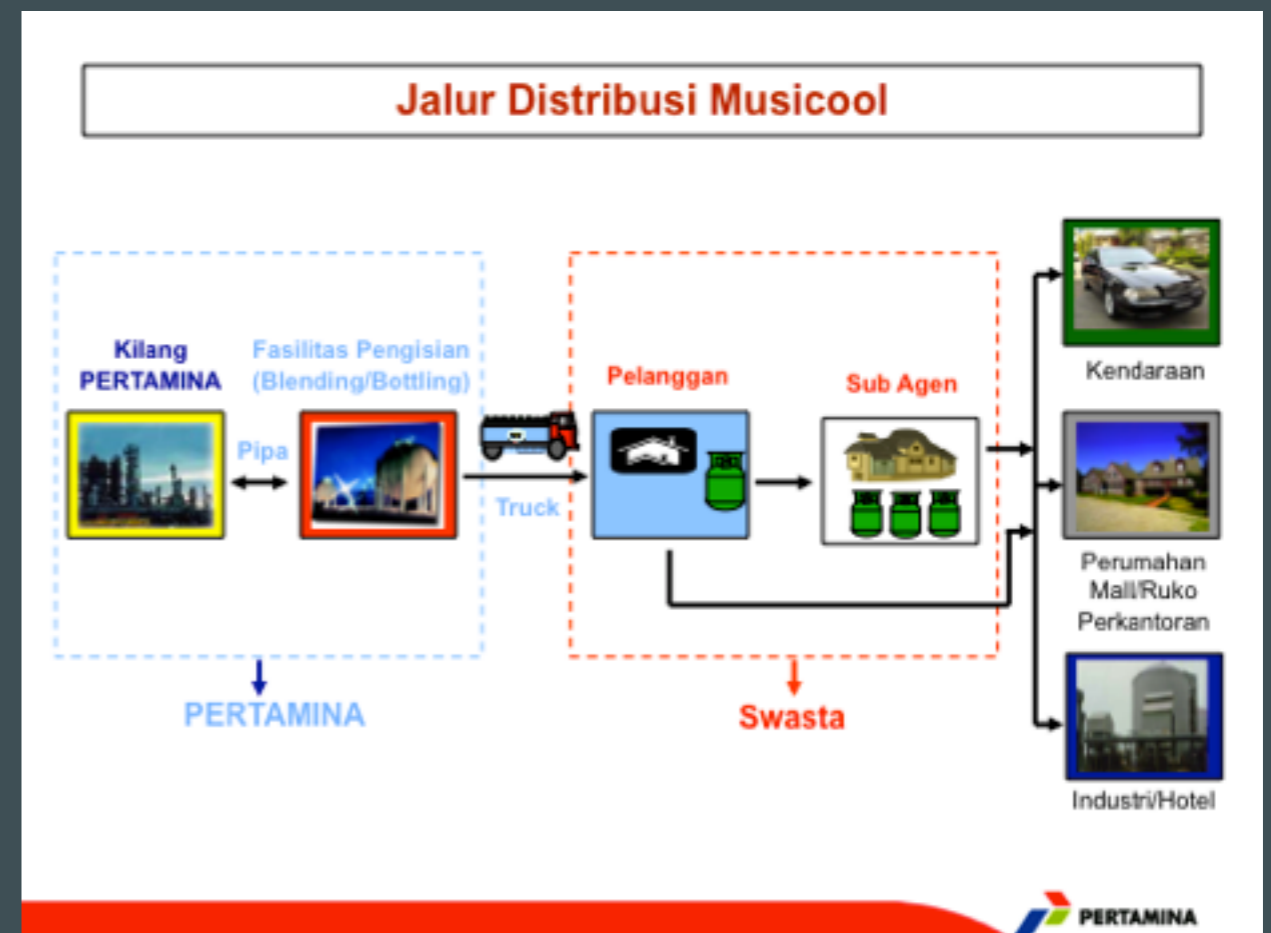 Jalur Distribusi Musicool
Kilang
PERTAMINA
Fasilitas Pengisian
(Blending/Bottling)
Pipa
Truck
Pelanggan
Sub Agen
Kendaraan
Perumahan
Mall/Ruko
Perkantoran
Industri/Hotel
PERTAMINA
Swasta
PERTAMINA